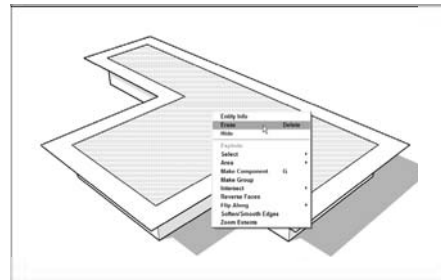 Entity Info
Erase Delete
Hide
Explode
Select
Area
Make Component G
Make Group
Intersect
Reverse Faces
Flip Along
Soften/Smooth Edges
Zoom Extents